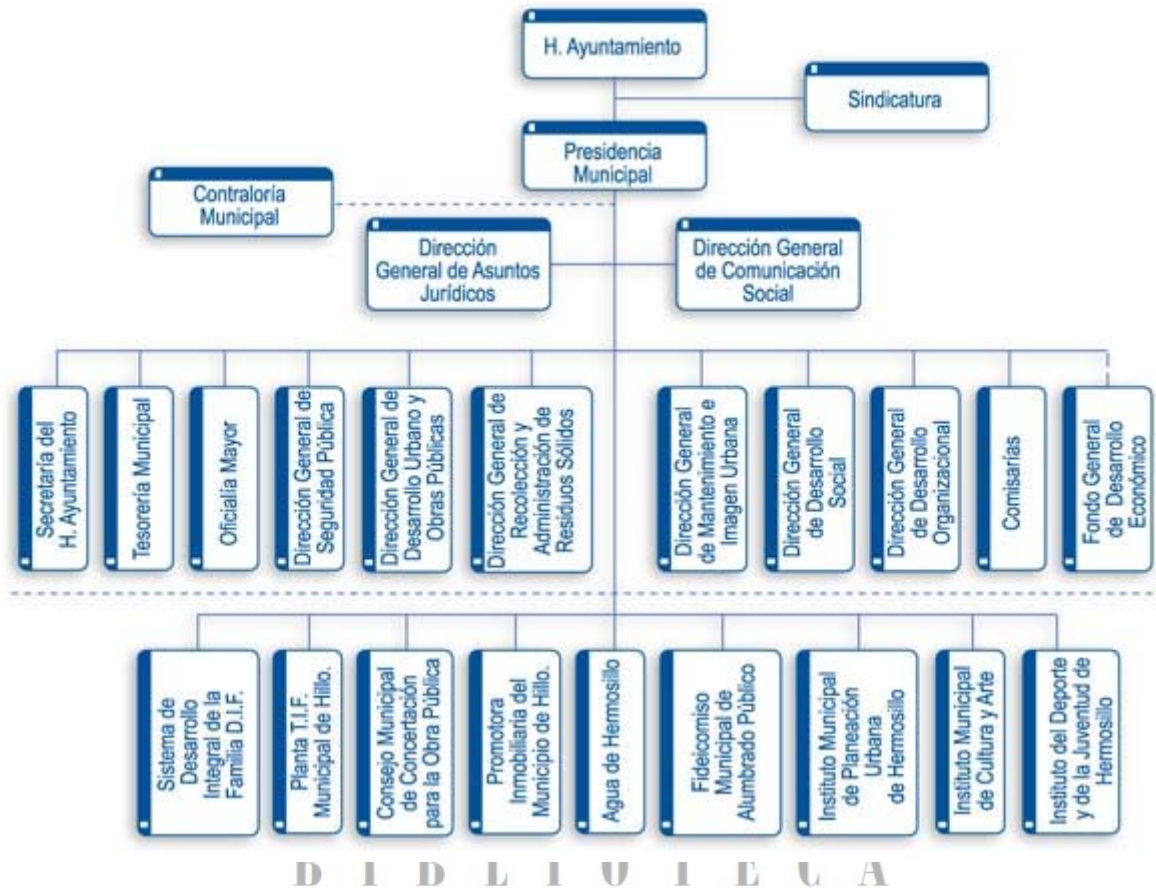 H. Ayuntamiento
Sindicatura
Presidencia
Municipal
Contraloría
Municipal
Dirección
General de Asuntos
Jurídicos
Dirección General
de Comunicación
Social
Secretaría del
H. Ayuntamiento
Tesorería Municipal
Oficialía Mayor
Dirección General de
Seguridad Pública
Dirección General de
Desarrollo Urbano y
Obras Públicas
Dirección General de
Recolección y
Administración de
Residuos Sólidos
Dirección General
de Mantenimiento e
Imagen Urbana
Dirección General
de Desarrollo
Social
Dirección General
de Desarrollo
Organizacional
Comisarías
Fondo General
de Desarrollo
Económico
Sistema de
Desarrollo
Integral de la
Familia D.I.F.
Planta T.I.F.
Municipal de Hillo.
Consejo Municipal
de Concertación
para la Obra Pública
Promotora
Inmobiliaria del
Municipio de Hillo.
Agua de Hermosillo
Fideicomiso
Municipal de
Alumbrado Público
Instituto Municipal
de Planeación
Urbana
de Hermosillo
Instituto Municipal
de Cultura y Arte
Instituto del Deporte
y de la Juventud de
Hermosillo
BIBLIOTECA